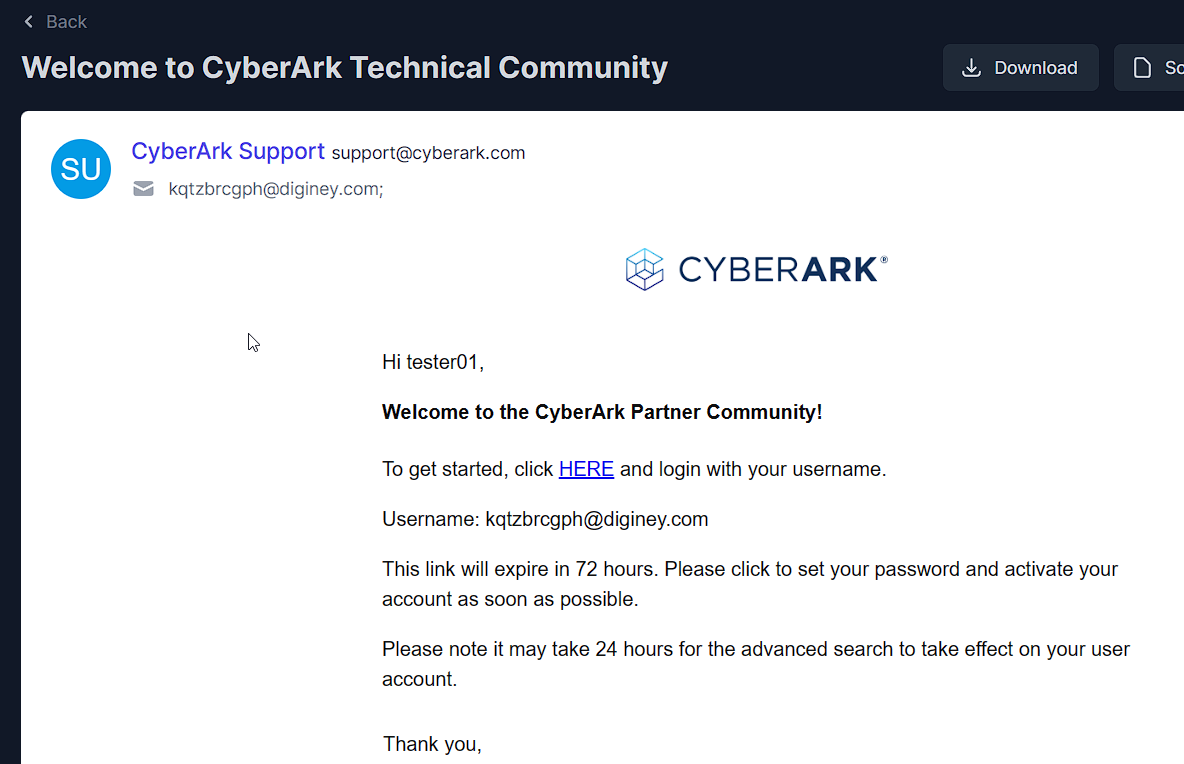 Back
Welcome to CyberArk Technical Community
Download
Sc
SU
CyberArk Support support@cyberark.com
kqtzbrcgph@diginey.com;
CYBERARK®
Hi tester01,
Welcome to the CyberArk Partner Community!
To get started, click HERE and login with your username.
Username: kqtzbrcgph@diginey.com
This link will expire in 72 hours. Please click to set your password and activate your
account as soon as possible.
Please note it may take 24 hours for the advanced search to take effect on your user
account.
Thank you,